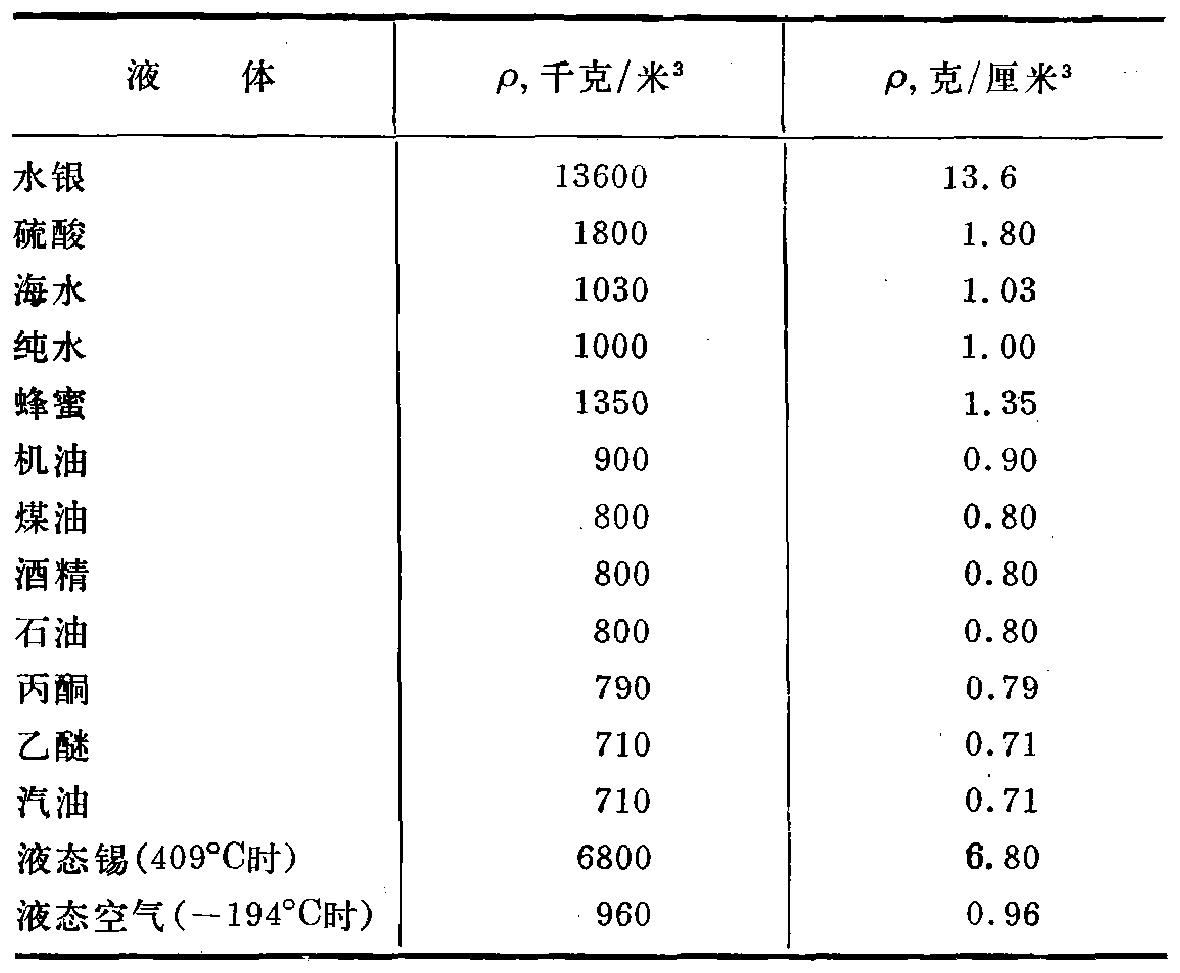 液 体 ρ, 千克/米³ ρ, 克/厘米³
水银 13600 13.6
硫酸 1800 1.80
海水 1030 1.03
纯水 1000 1.00
蜂蜜 1350 1.35
机油 900 0.90
煤油 800 0.80
酒精 800 0.80
石油 800 0.80
丙酮 790 0.79
乙醚 710 0.71
汽油 710 0.71
液态锡(409°C时) 6800 6.80
液态空气(-194°C时) 960 0.96